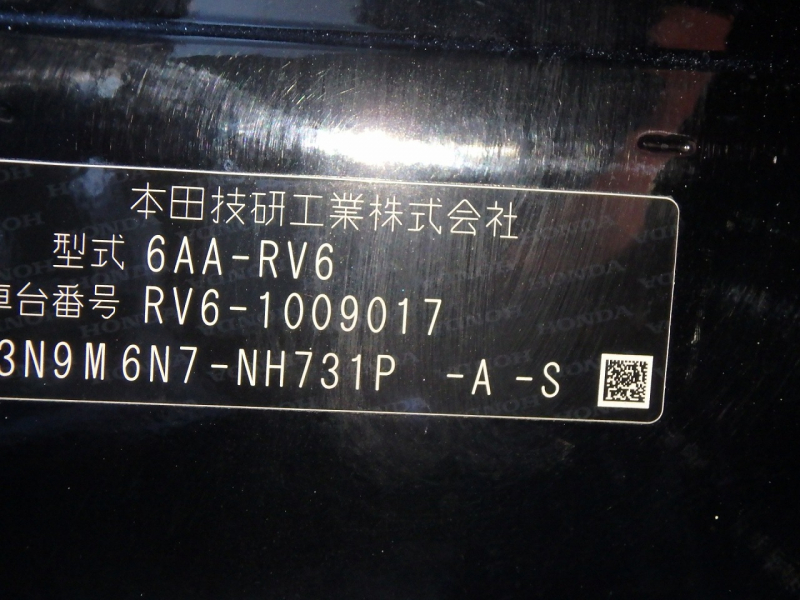 本田技研工業株式会社
型式 6AA-RV6
車台番号 RV6-1009017
3N9M6N7-NH731P -A -S